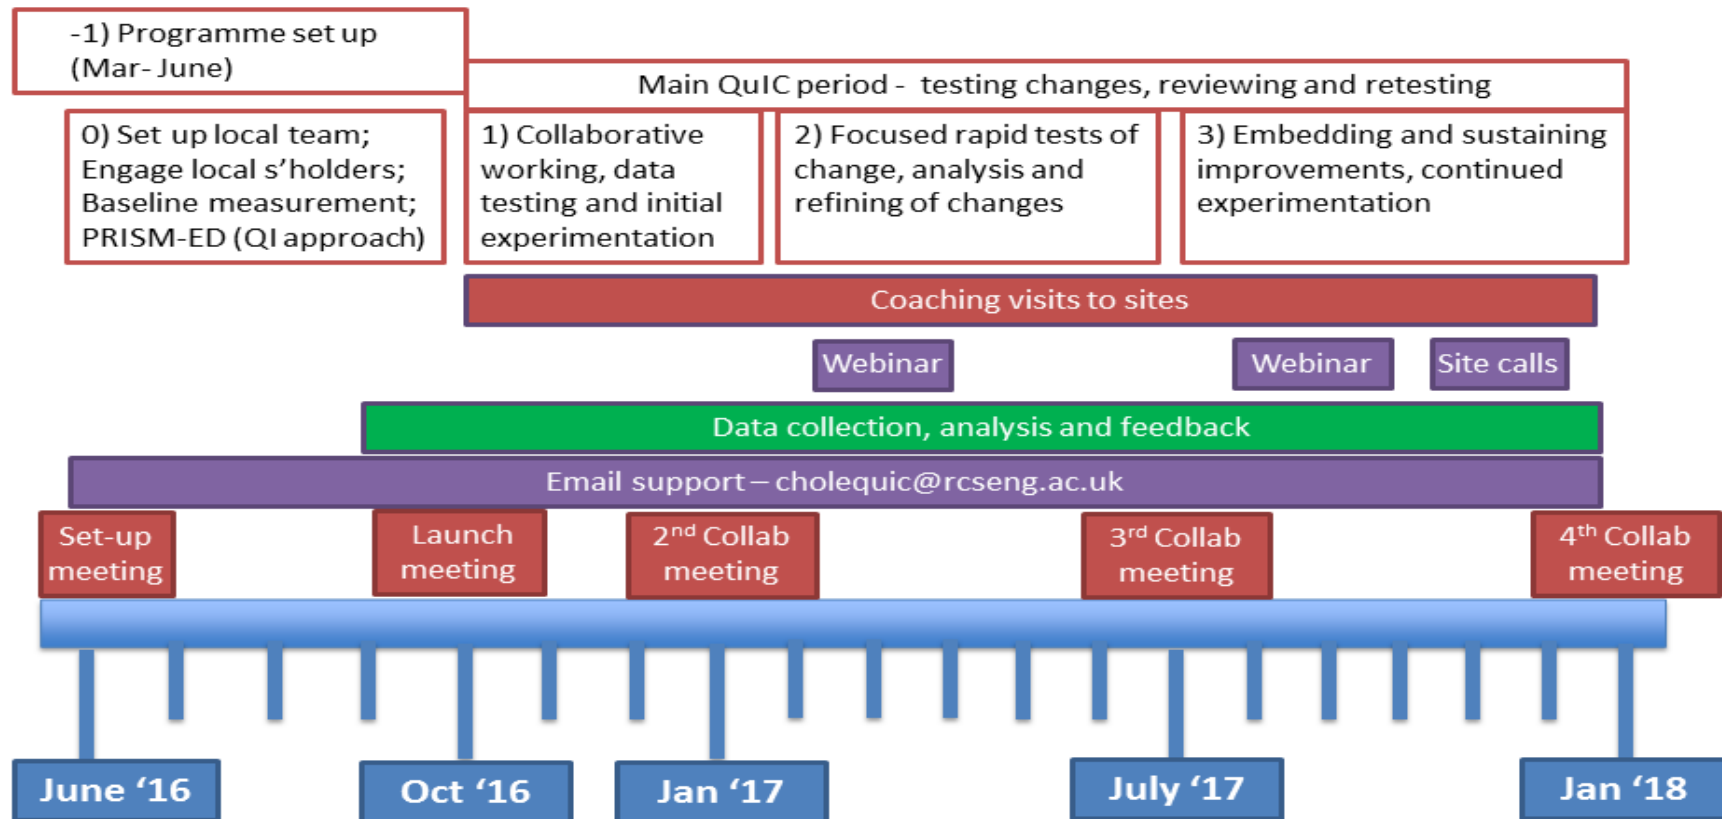 -1) Programme set up
(Mar- June)
Main QuIC period - testing changes, reviewing and retesting
0) Set up local team;
Engage local s’holders;
Baseline measurement;
PRISM-ED (QI approach)
1) Collaborative
working, data
testing and initial
experimentation
2) Focused rapid tests of
change, analysis and
refining of changes
3) Embedding and sustaining
improvements, continued
experimentation
Coaching visits to sites
Webinar
Webinar
Site calls
Data collection, analysis and feedback
Email support – cholequic@rcseng.ac.uk
Set-up
meeting
Launch
meeting
2nd Collab
meeting
3rd Collab
meeting
4th Collab
meeting
June ‘16
Oct ‘16
Jan ‘17
July ‘17
Jan ‘18